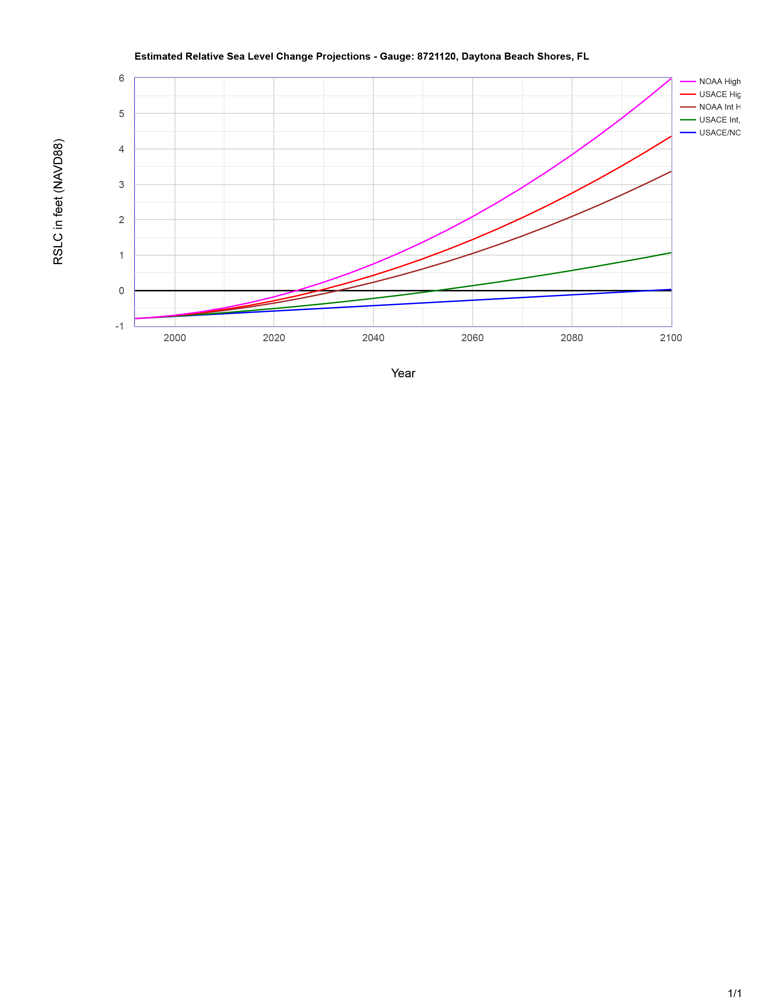 Estimated Relative Sea Level Change Projections - Gauge: 8721120, Daytona Beach Shores, FL
RSLC in feet (NAVD88)
6
5
4
3
2
1
0
-1
2000 2020 2040 2060 2080 2100
Year
NOAA High
USACE Hig
NOAA Int H
USACE Int,
USACE/NO
1/1